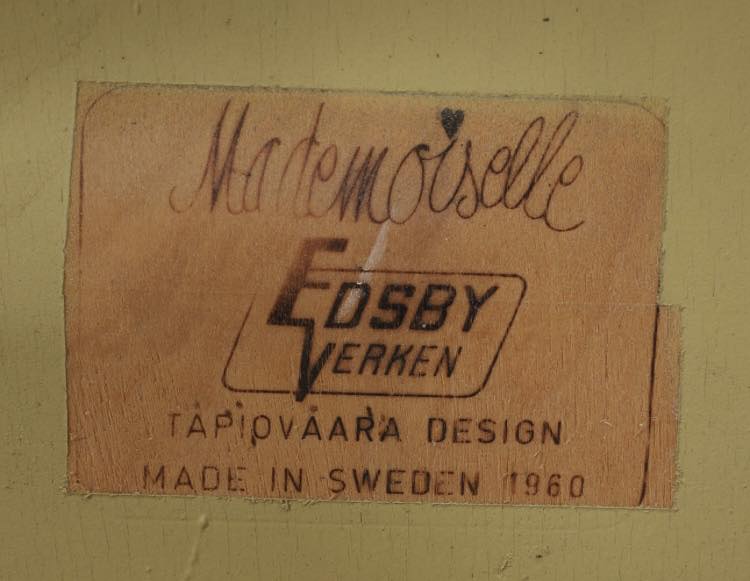 Mademoiselle
EDSBY
VERKEN
TAPIOVAARA DESIGN
MADE IN SWEDEN 1960